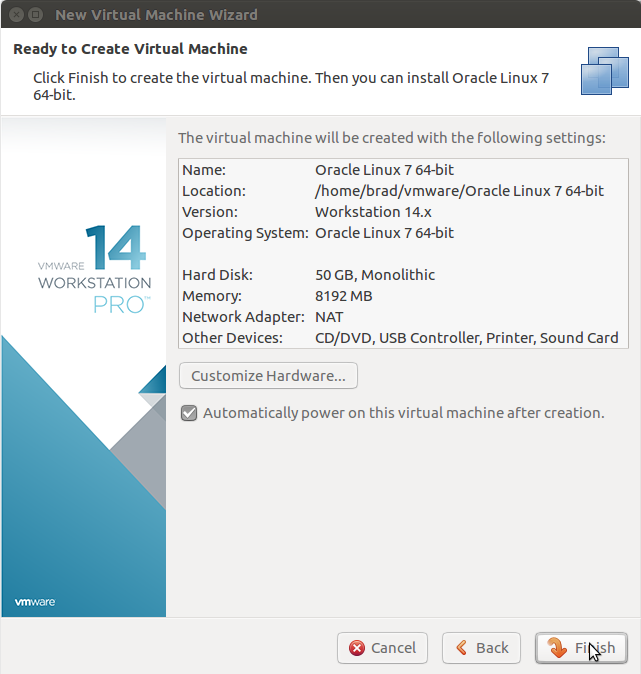 New Virtual Machine Wizard
Ready to Create Virtual Machine
Click Finish to create the virtual machine. Then you can install Oracle Linux 7
64-bit.
The virtual machine will be created with the following settings:
Name: Oracle Linux 7 64-bit
Location: /home/brad/vmware/Oracle Linux 7 64-bit
Version: Workstation 14.x
Operating System: Oracle Linux 7 64-bit
Hard Disk: 50 GB, Monolithic
Memory: 8192 MB
Network Adapter: NAT
Other Devices: CD/DVD, USB Controller, Printer, Sound Card
VMWARE 14
WORKSTATION
PRO™
Customize Hardware...
Automatically power on this virtual machine after creation.
vmware
Cancel Back Finish